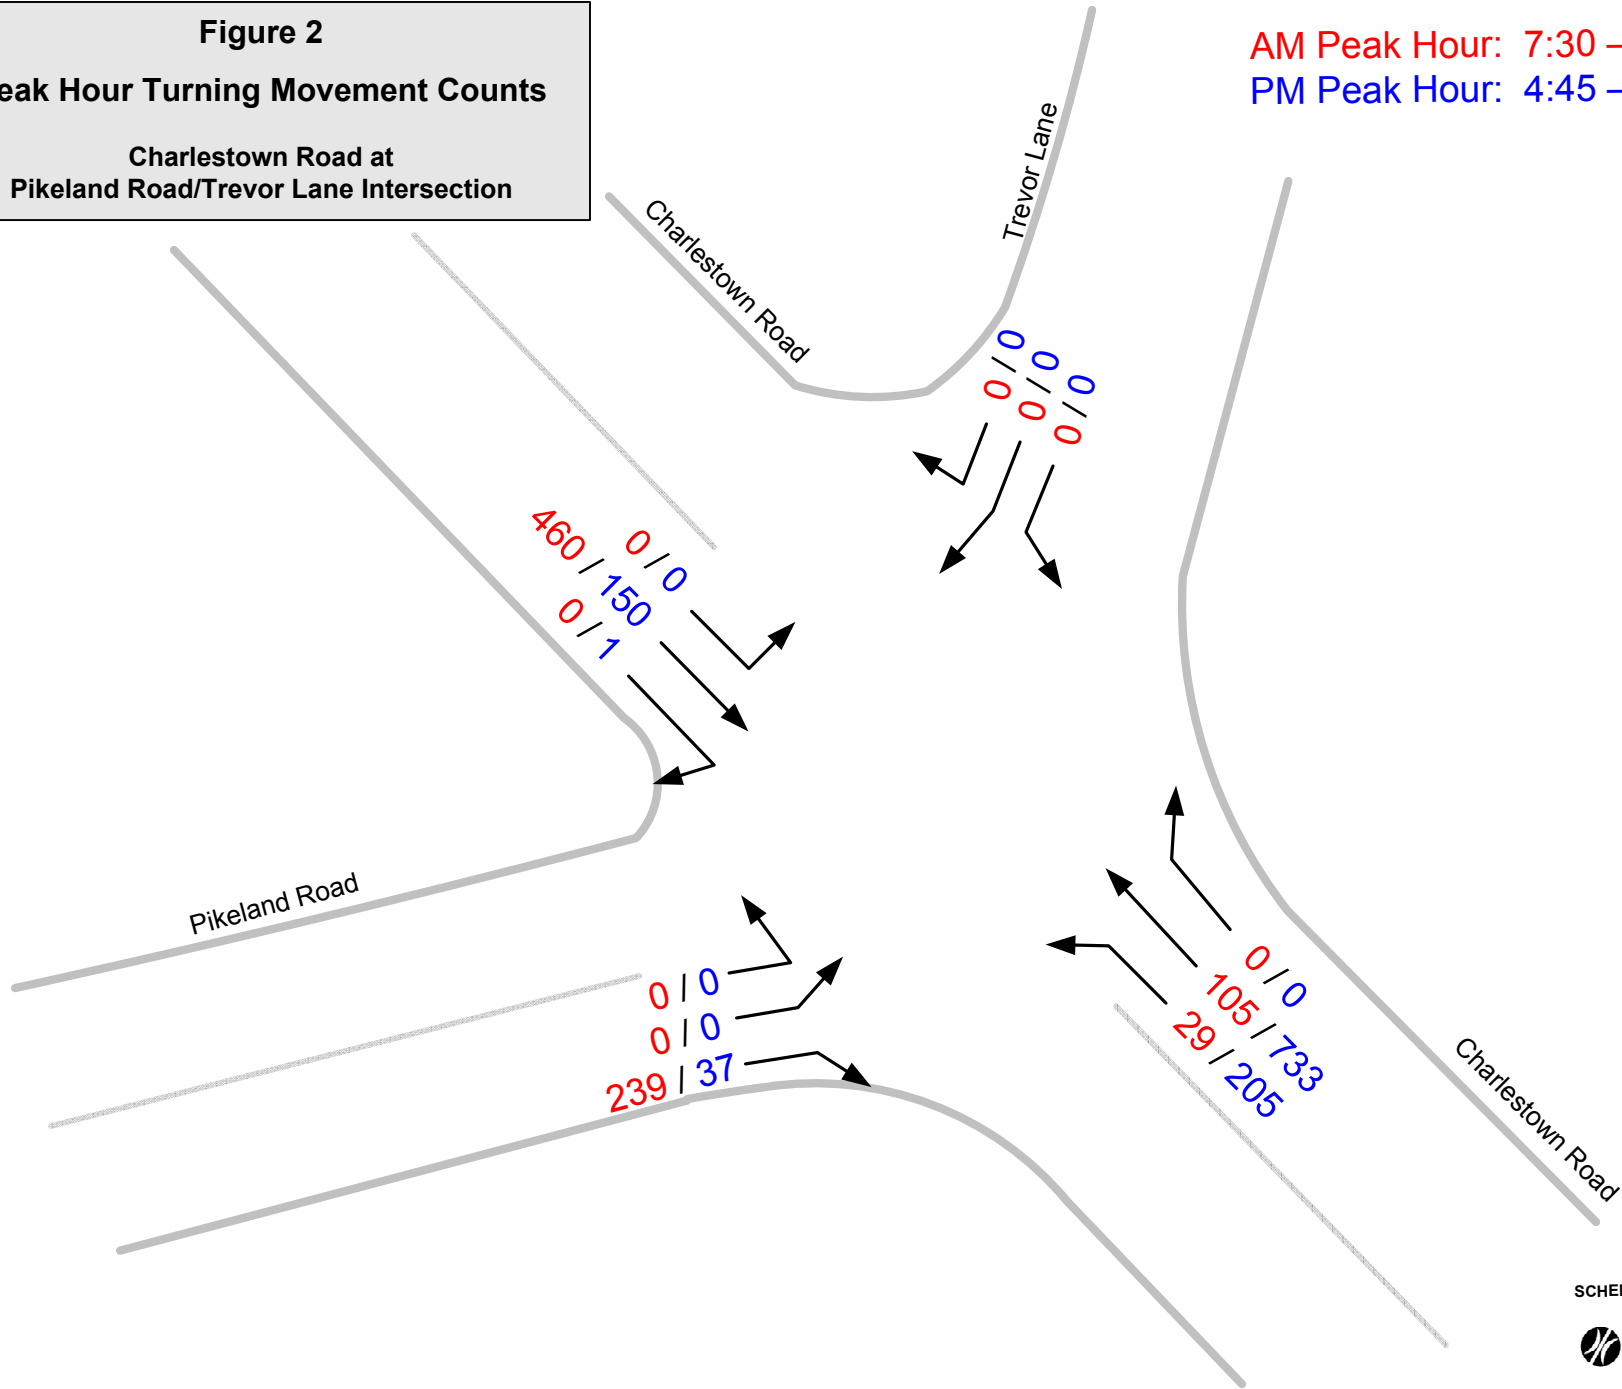 Figure 2
eak Hour Turning Movement Counts
Charlestown Road at
Pikeland Road/Trevor Lane Intersection
AM Peak Hour: 7:30 –
PM Peak Hour: 4:45 –
Trevor Lane
Charlestown Road
0 / 0
0 / 0
0 / 0
0 / 0
460 / 150
0 / 1
Pikeland Road
0 / 0
0 / 0
239 / 37
0 / 0
105 / 733
29 / 205
Charlestown Road